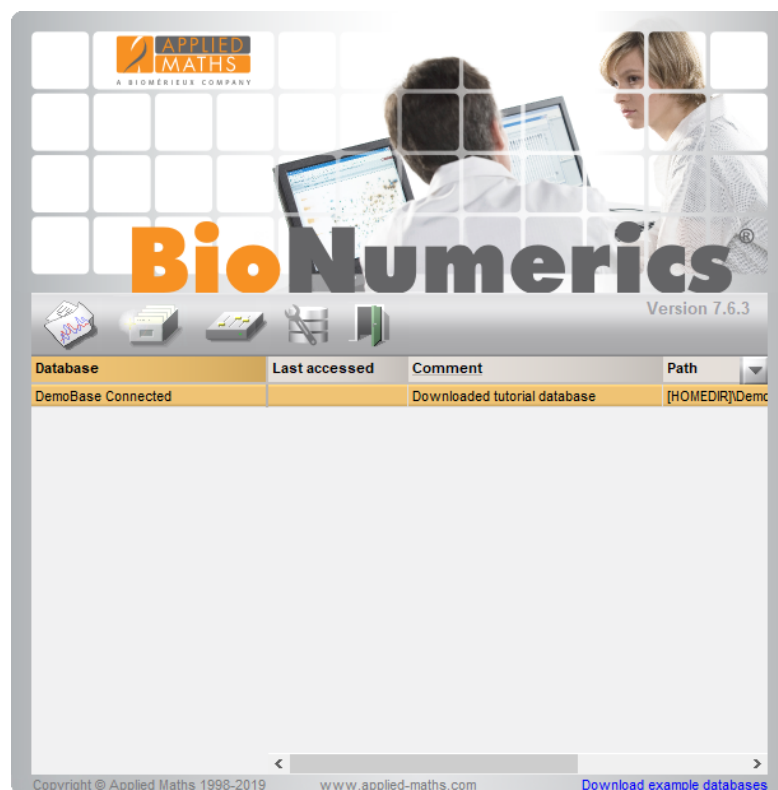 APPLIED
MATHS
A BIOMÉRIEUX COMPANY
BioNumerics®
Version 7.6.3
Database Last accessed Comment Path
DemoBase Connected Downloaded tutorial database [HOMEDIR]\Demo
Copyright © Applied Maths 1998-2019 www.applied-maths.com Download example databases